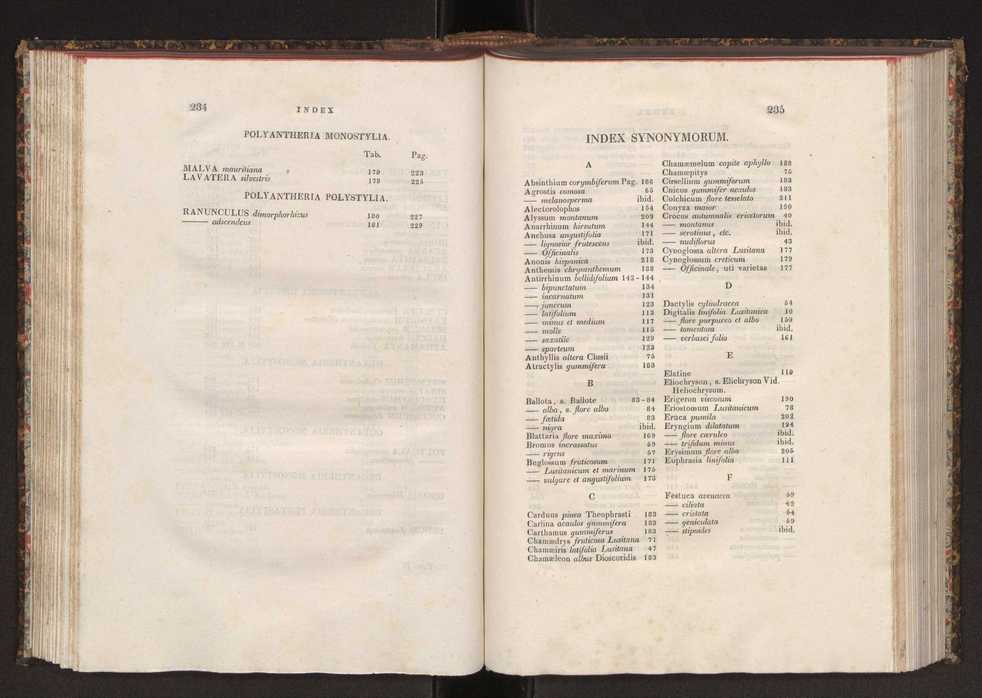 234
INDEX
POLYANTHERIA MONOSTYLIA.
Tab. Pag.
MALVA mauritiana 179 223
LAVATERA silvestris 178 225
POLYANTHERIA POLYSTYLIA.
RANUNCULUS dimorphorhizus 180 227
—— adscendens 181 229
235
INDEX SYNONYMORUM.
A
Absinthium corymbiferum Pag. 186
Agrostis comosa 65
—— melanosperma ibid.
Alectorolophos 154
Alyssum montanum 209
Anarrhinum hirsutum 144
Anchusa angustifolia 171
—— lignosior frutescens ibid.
—— Officinalis 173
Anonis hispanica 218
Anthemis chrysanthemum 188
Antirrhinum bellidifolium 143-144
—— bipunctatum 134
—— incarnatum 131
—— junceum 123
—— latifolium 113
—— minus et medium 117
—— molle 115
—— saxatile 129
—— sparteum 123
Anthyllis altera Clusii 75
Atractylis gummifera 183
B
Ballota, s. Ballote 83-84
—— alba, s. flore albo 84
—— fœtida 83
—— nigra ibid.
Blattaria flore maximo 169
Bromus incrassatus 59
—— rigens 57
Buglossum fruticosum 171
—— Lusitanicum et marinum 175
—— vulgare et angustifolium 173
C
Carduus pinea Theophrasti 183
Carlina acaulos gummifera 183
Carthamus gummiferus 183
Chamædrys fruticosa Lusitana 71
Chamæiris latifolia Lusitana 47
Chamæleon albus Dioscoridis 183
Chamæmelum capite aphyllo 188
Chamæpitys 75
Cirsellium gummiferum 183
Cnicus gummifer acaulos 183
Colchicum flore tesselato 211
Conyza maior 190
Crocus autumnalis ericetorum 40
—— montanus ibid.
—— serotinus, etc. ibid.
—— nudiflorus 43
Cynoglossa altera Lusitana 177
Cynoglossum creticum 179
—— Officinale, uti varietas 177
D
Dactylis cylindracea 54
Digitalis linifolia Lusitanica 10
—— flore purpureo et albo 159
—— tomentosa ibid.
—— verbasci folio 161
E
Elatine 119
Eliochryson, s. Elichryson Vid.
Heliochrysum.
Erigeron viscosum 190
Eriostomum Lusitanicum 78
Eruca pumila 202
Eryngium dilatatum 194
—— flore cæruleo ibid.
—— trifidum minus ibid.
Erysimum flore albo 205
Euphrasia linifolia 111
F
Festuca avenacea 59
—— ciliata 62
—— cristata 64
—— geniculata 59
—— stipoides ibid.